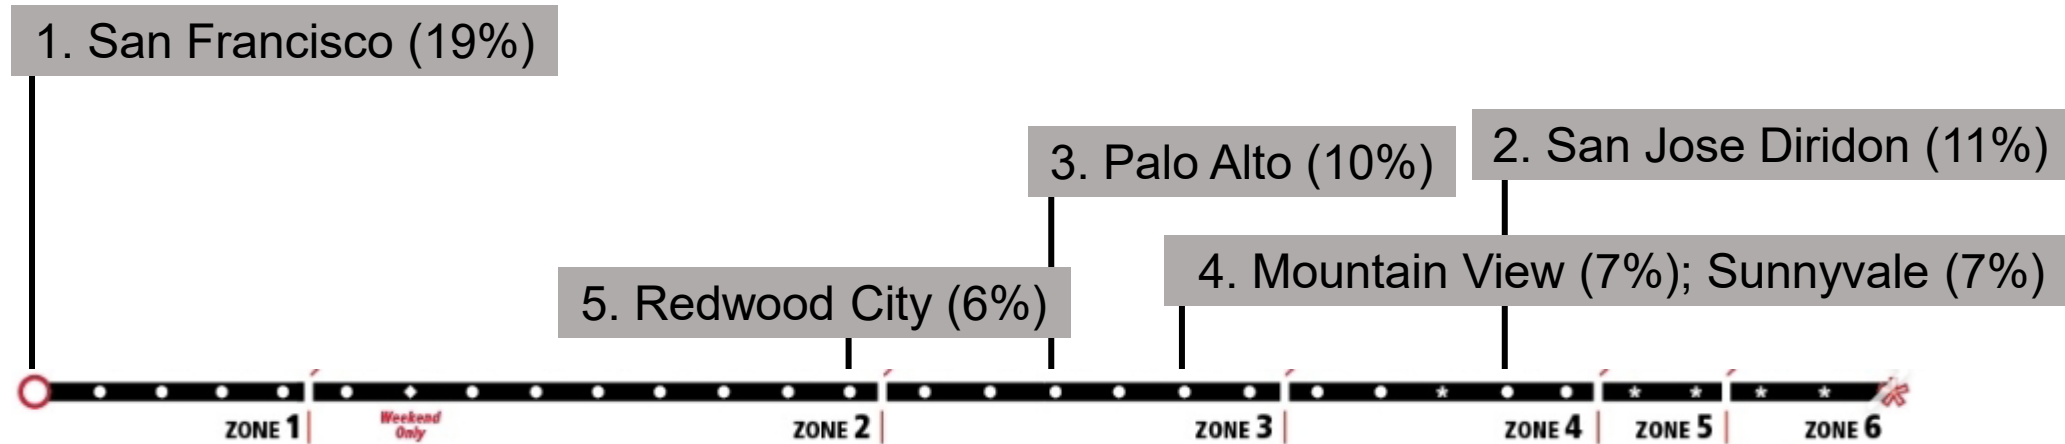 1. San Francisco (19%)
2. San Jose Diridon (11%)
3. Palo Alto (10%)
4. Mountain View (7%); Sunnyvale (7%)
5. Redwood City (6%)
ZONE 1
Weekend
Only
ZONE 2
ZONE 3
ZONE 4
ZONE 5
ZONE 6